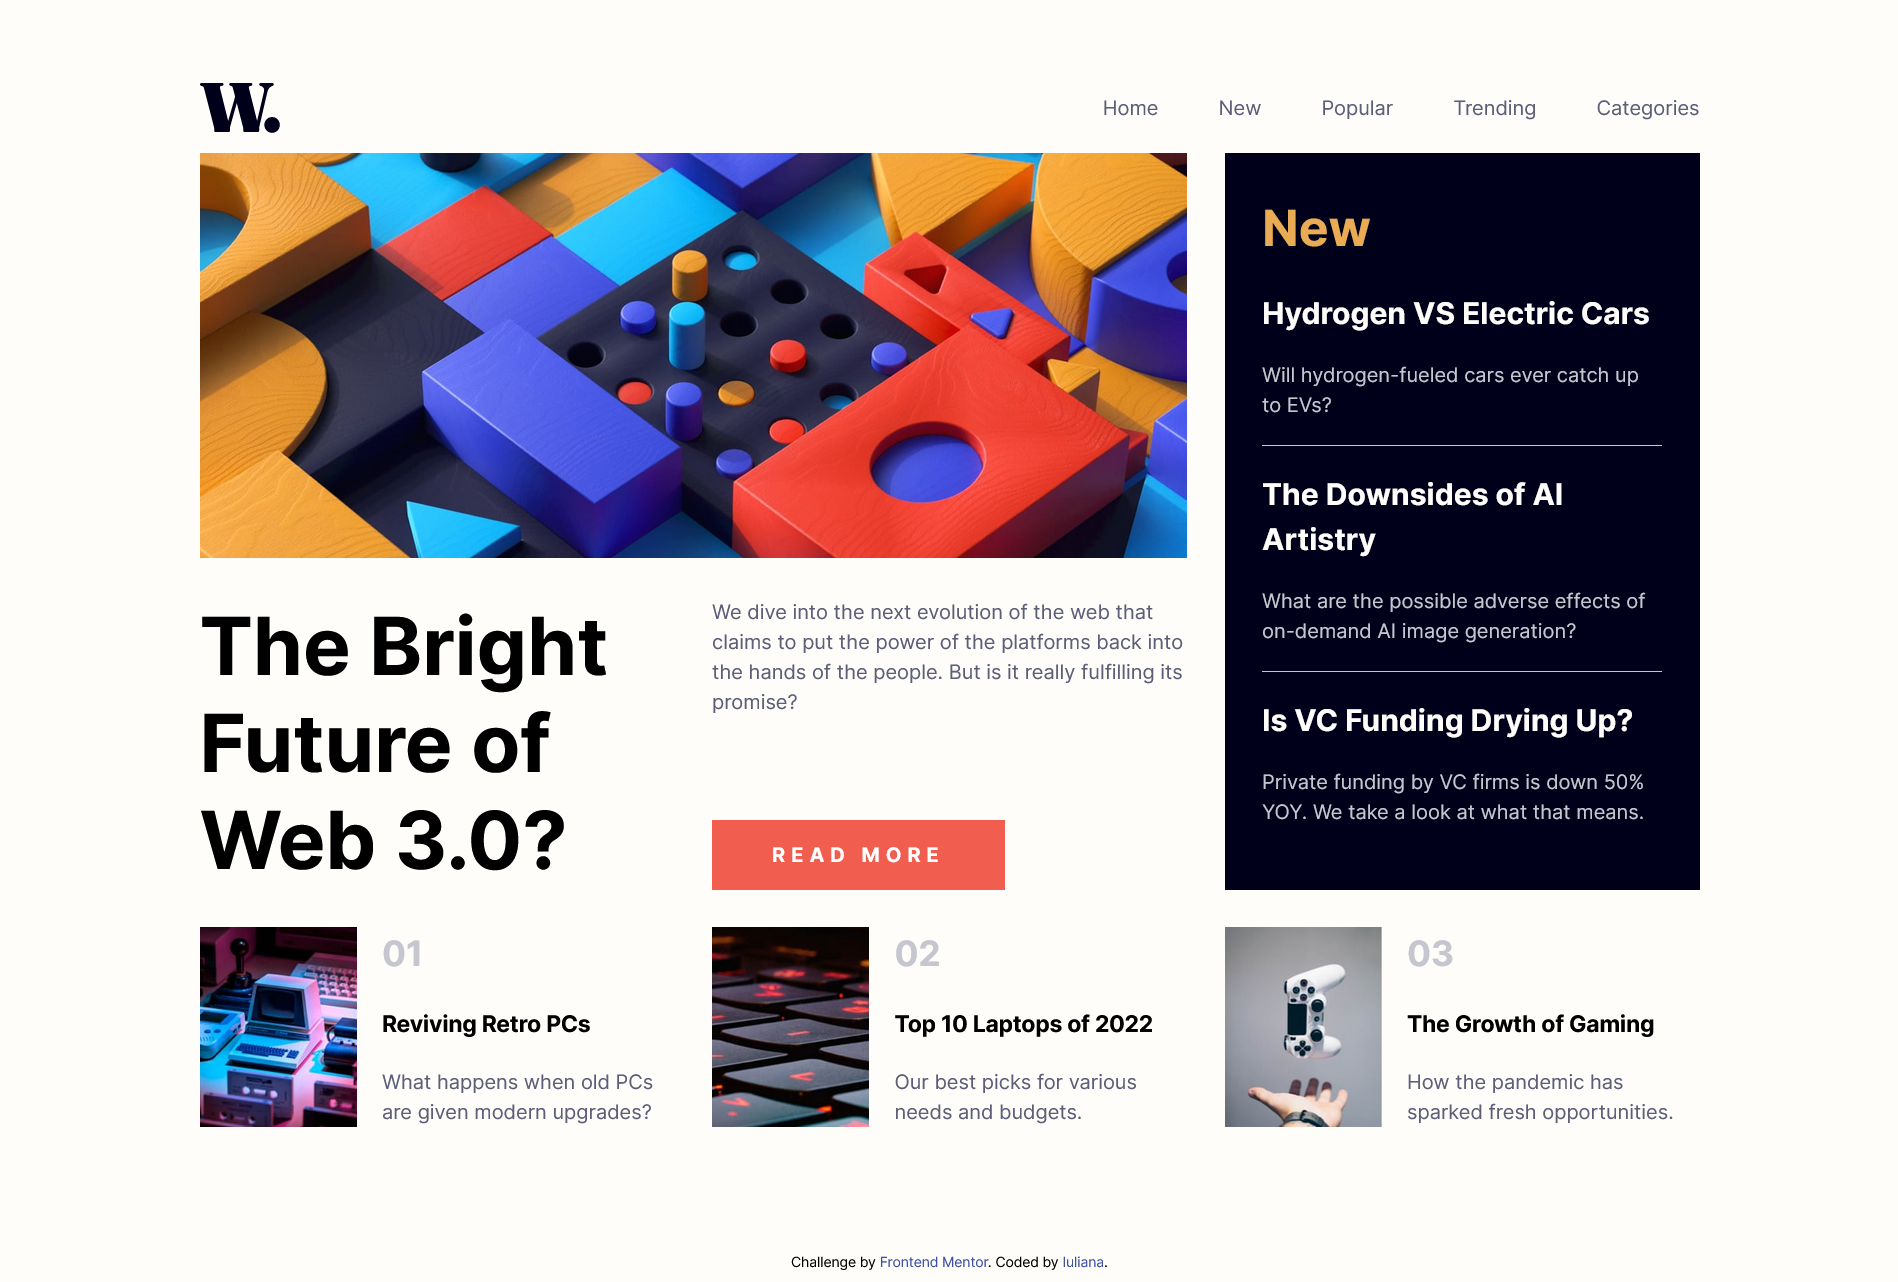 W.
Home New Popular Trending Categories
New
Hydrogen VS Electric Cars
Will hydrogen-fueled cars ever catch up
to EVs?
The Downsides of AI
Artistry
What are the possible adverse effects of
on-demand AI image generation?
Is VC Funding Drying Up?
Private funding by VC firms is down 50%
YOY. We take a look at what that means.
The Bright
Future of
Web 3.0?
We dive into the next evolution of the web that
claims to put the power of the platforms back into
the hands of the people. But is it really fulfilling its
promise?
READ MORE
01
Reviving Retro PCs
What happens when old PCs
are given modern upgrades?
02
Top 10 Laptops of 2022
Our best picks for various
needs and budgets.
03
The Growth of Gaming
How the pandemic has
sparked fresh opportunities.
Challenge by Frontend Mentor. Coded by Iuliana.